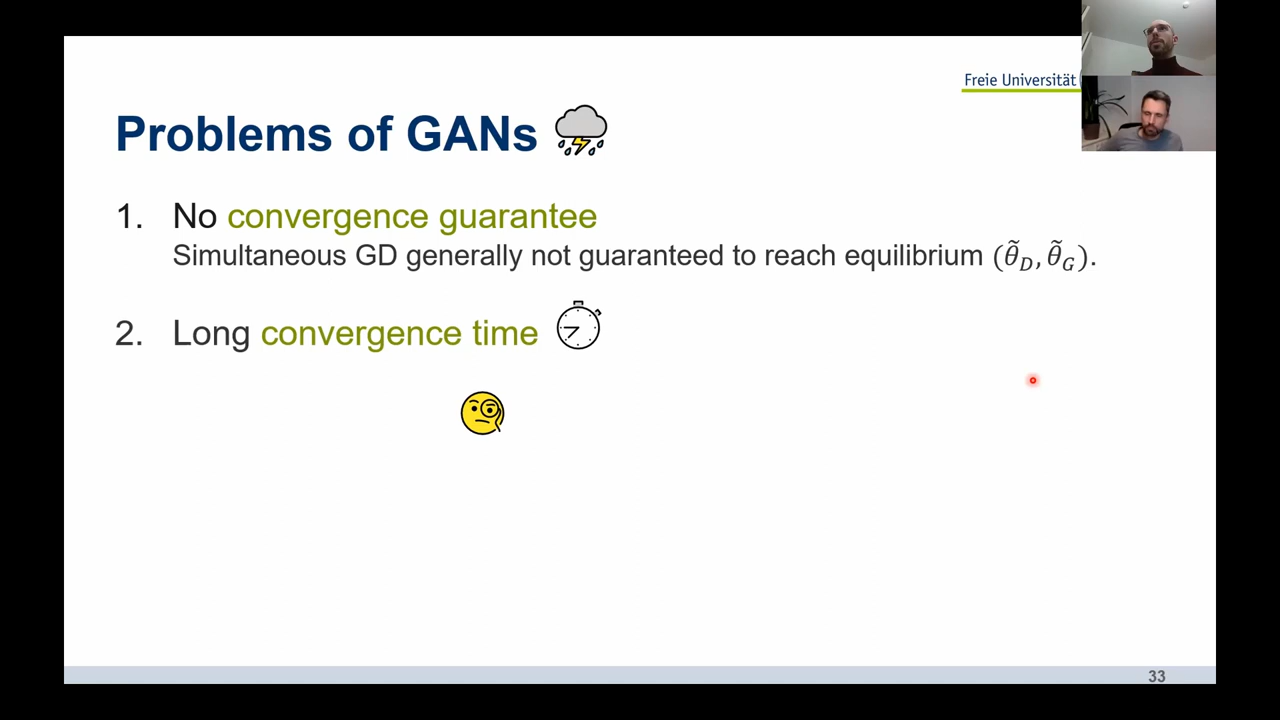 Freie Universität
Problems of GANs
1. No convergence guarantee
Simultaneous GD generally not guaranteed to reach equilibrium (θ̃_D, θ̃_G).
2. Long convergence time
33